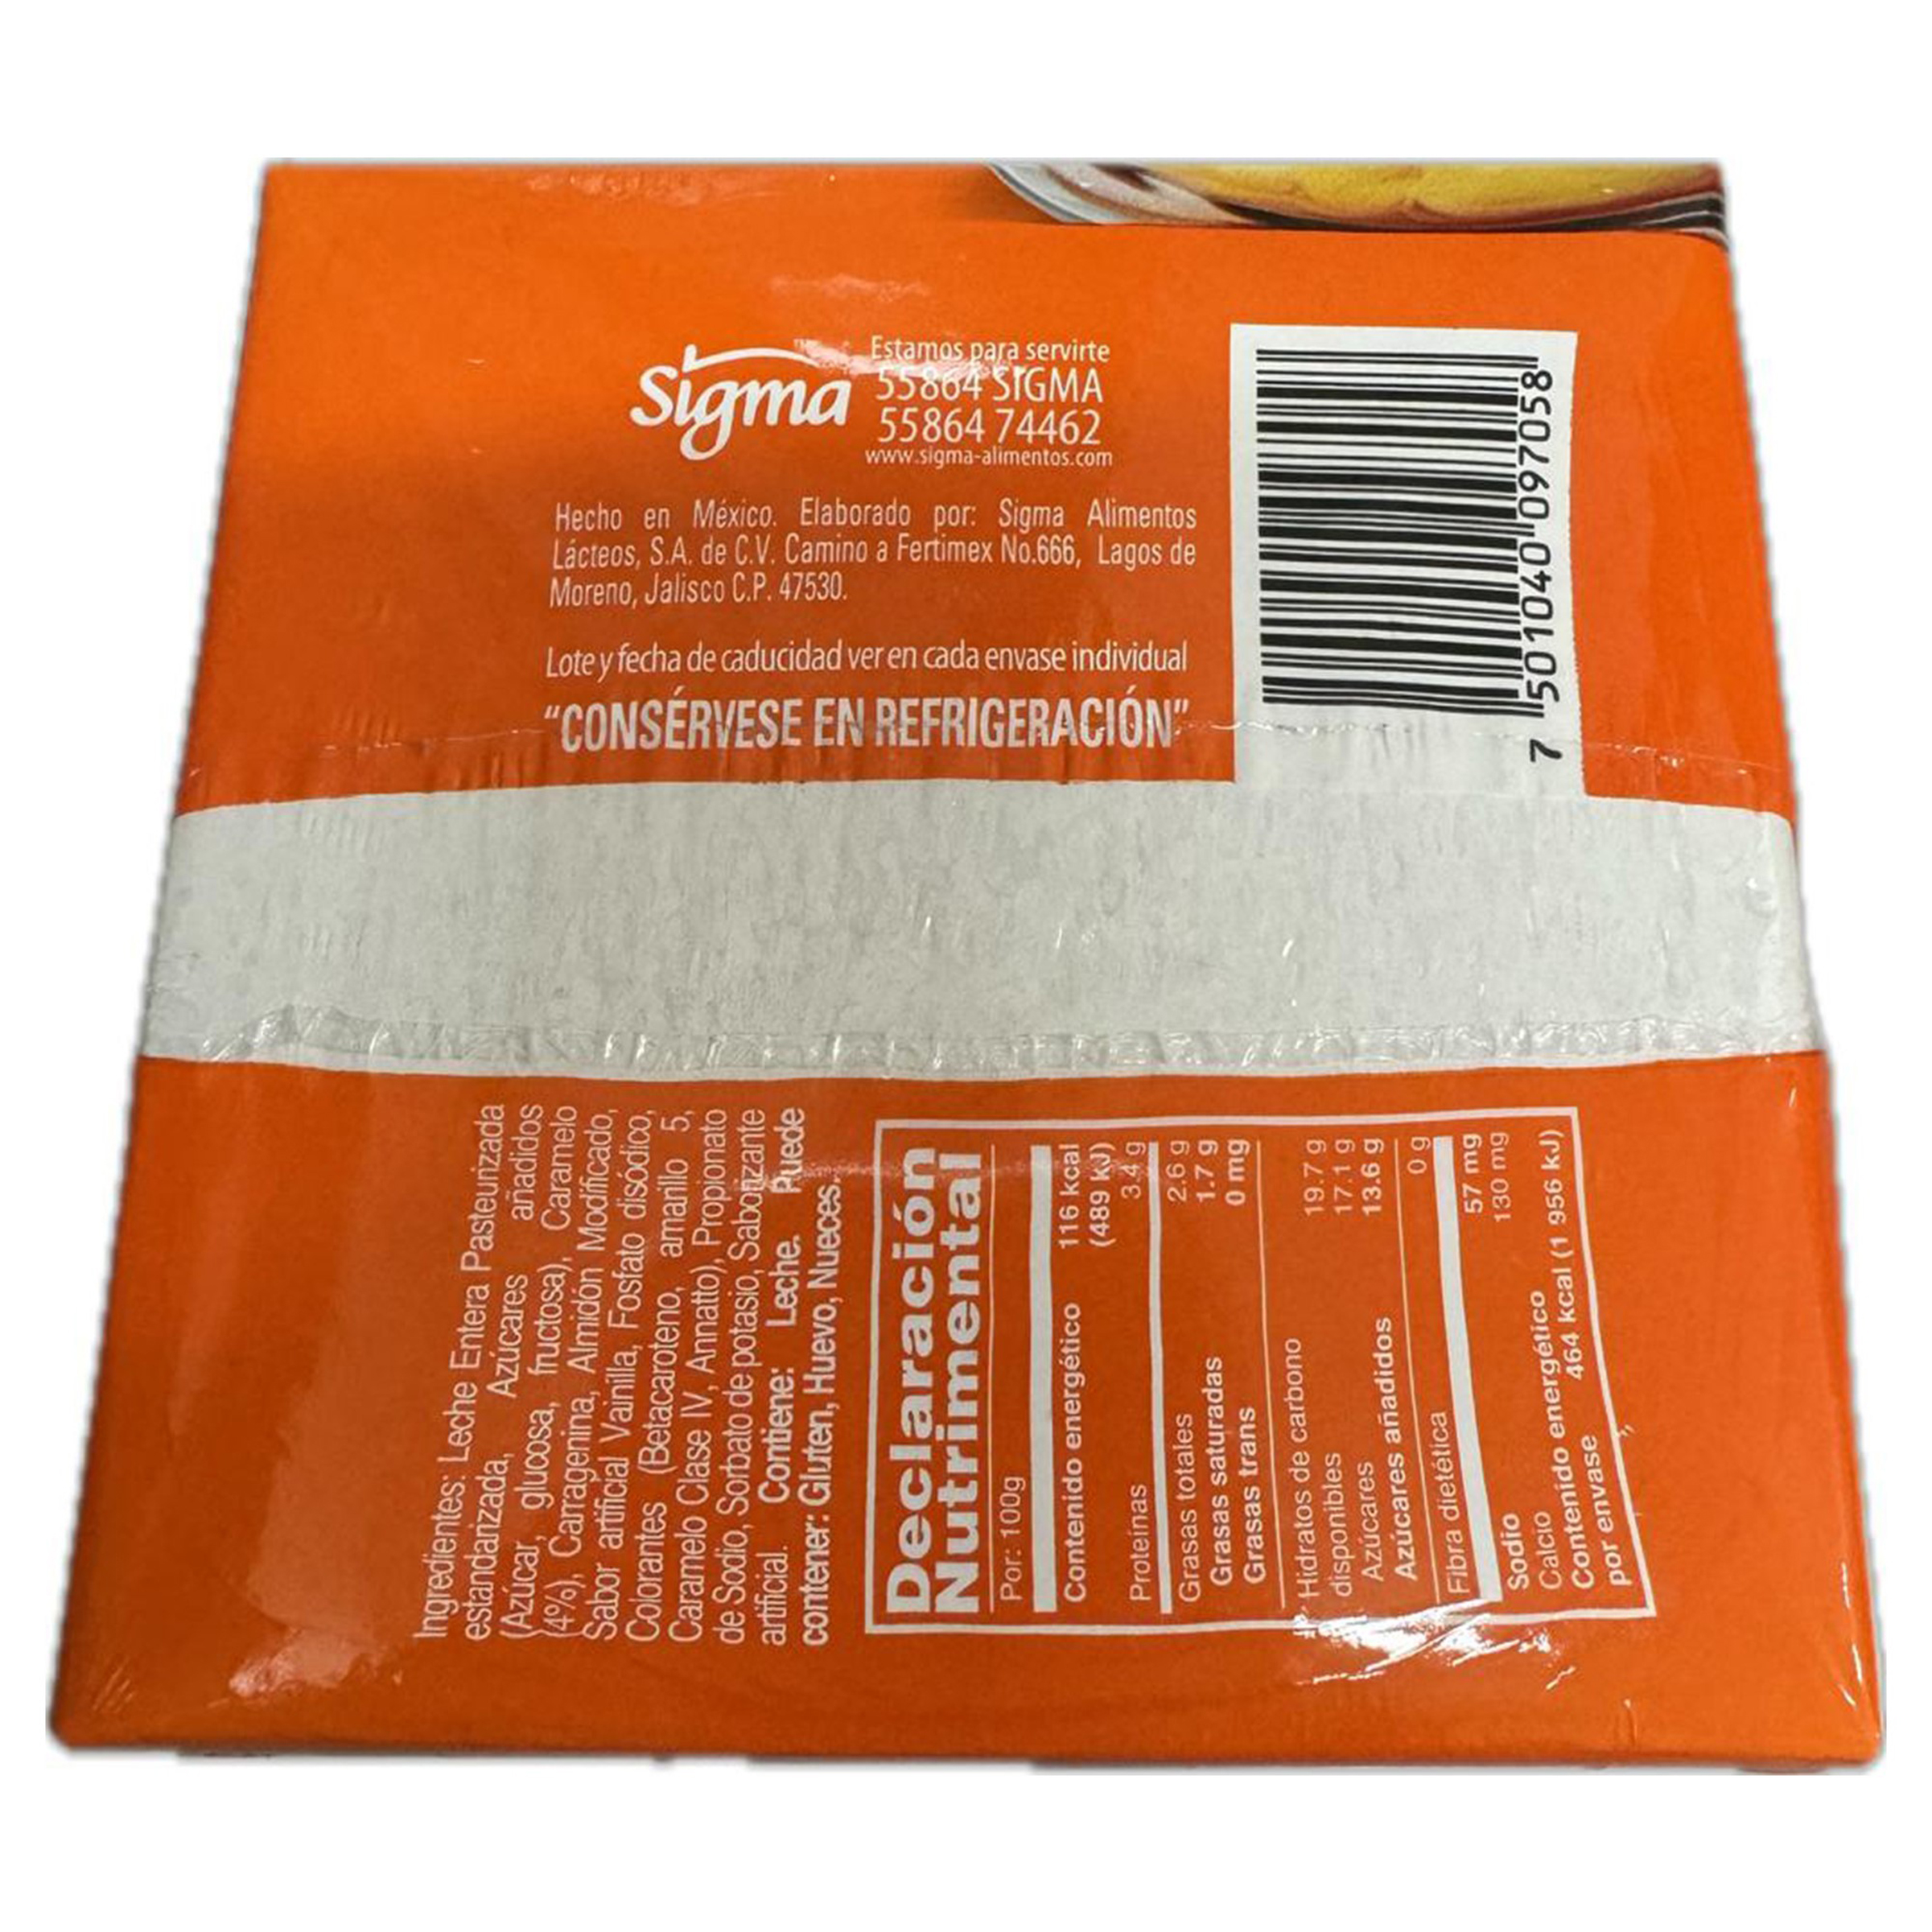 Sigma
Estamos para servirte
55864 SIGMA
55864 74462
www.sigma-alimentos.com
Hecho en México. Elaborado por: Sigma Alimentos
Lácteos, S.A. de C.V. Camino a Fertimex No.666, Lagos de
Moreno, Jalisco C.P. 47530.
Lote y fecha de caducidad ver en cada envase individual
"CONSÉRVESE EN REFRIGERACIÓN"
7 501040 097058
Ingredientes: Leche Entera Pasteurizada
estandarizada, Azúcares añadidos
(Azúcar, glucosa, fructosa), Caramelo
(4%), Carragenina, Almidón Modificado,
Sabor artificial Vainilla, Fosfato disódico,
Colorantes (Betacaroteno, amarillo 5,
Caramelo Clase IV, Annatto), Propionato
de Sodio, Sorbato de potasio, Saborizante
artificial. Contiene: Leche. Puede
contener: Gluten, Huevo, Nueces.
Declaración
Nutrimental
Por: 100g
Contenido energético 116 kcal
(489 kJ)
Proteínas 3.4 g
Grasas totales 2.6 g
Grasas saturadas 1.7 g
Grasas trans 0 mg
Hidratos de carbono 19.7 g
disponibles
Azúcares 17.1 g
Azúcares añadidos 13.6 g
Fibra dietética 0 g
Sodio 57 mg
Calcio 130 mg
Contenido energético
por envase 464 kcal (1 956 kJ)